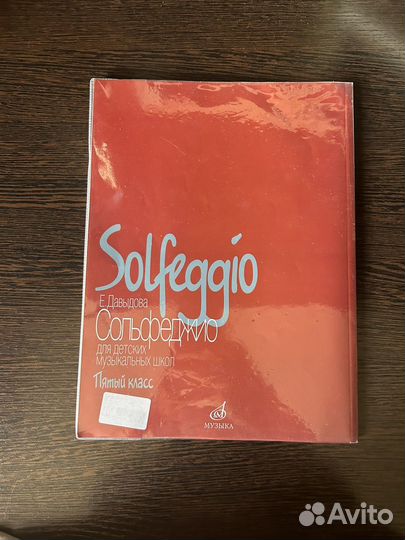 Solfeggio
Е. Давыдова
Сольфеджио
для детских
музыкальных школ
Пятый класс
МУЗЫКА
Avito